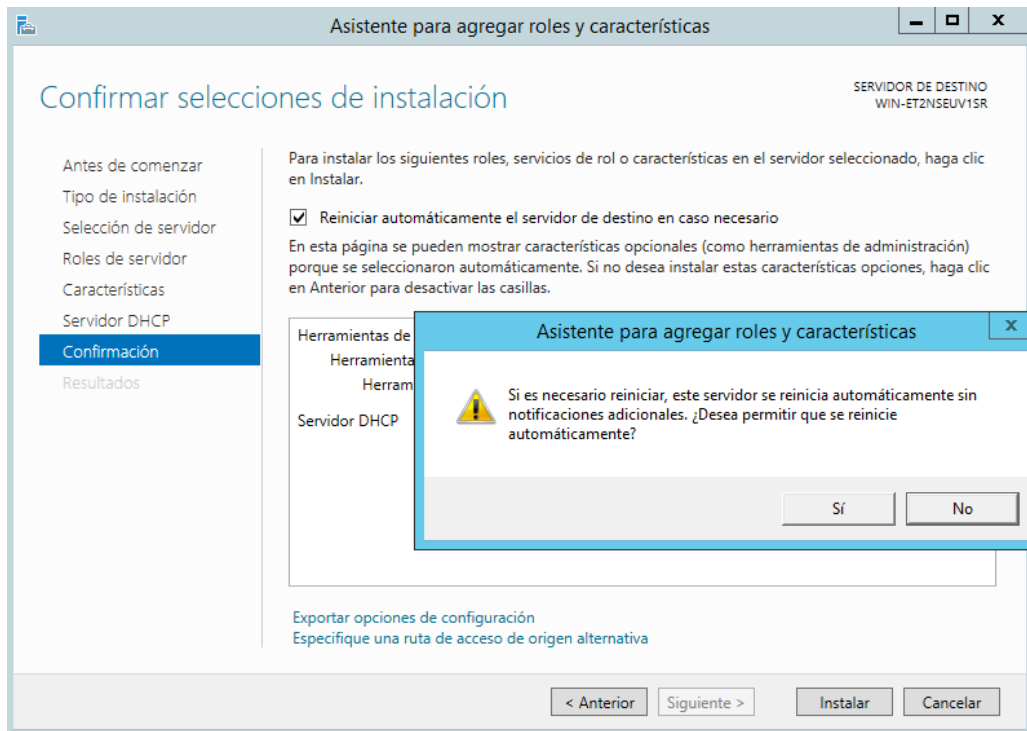 Asistente para agregar roles y características
Confirmar selecciones de instalación
SERVIDOR DE DESTINO
WIN-ET2NSEUV1SR
Antes de comenzar
Tipo de instalación
Selección de servidor
Roles de servidor
Características
Servidor DHCP
Confirmación
Resultados
Para instalar los siguientes roles, servicios de rol o características en el servidor seleccionado, haga clic
en Instalar.
Reiniciar automáticamente el servidor de destino en caso necesario
En esta página se pueden mostrar características opcionales (como herramientas de administración)
porque se seleccionaron automáticamente. Si no desea instalar estas características opciones, haga clic
en Anterior para desactivar las casillas.
Herramientas de
Herramienta
Herram
Servidor DHCP
Asistente para agregar roles y características
x
Si es necesario reiniciar, este servidor se reinicia automáticamente sin
notificaciones adicionales. ¿Desea permitir que se reinicie
automáticamente?
Sí
No
Exportar opciones de configuración
Especifique una ruta de acceso de origen alternativa
< Anterior
Siguiente >
Instalar
Cancelar